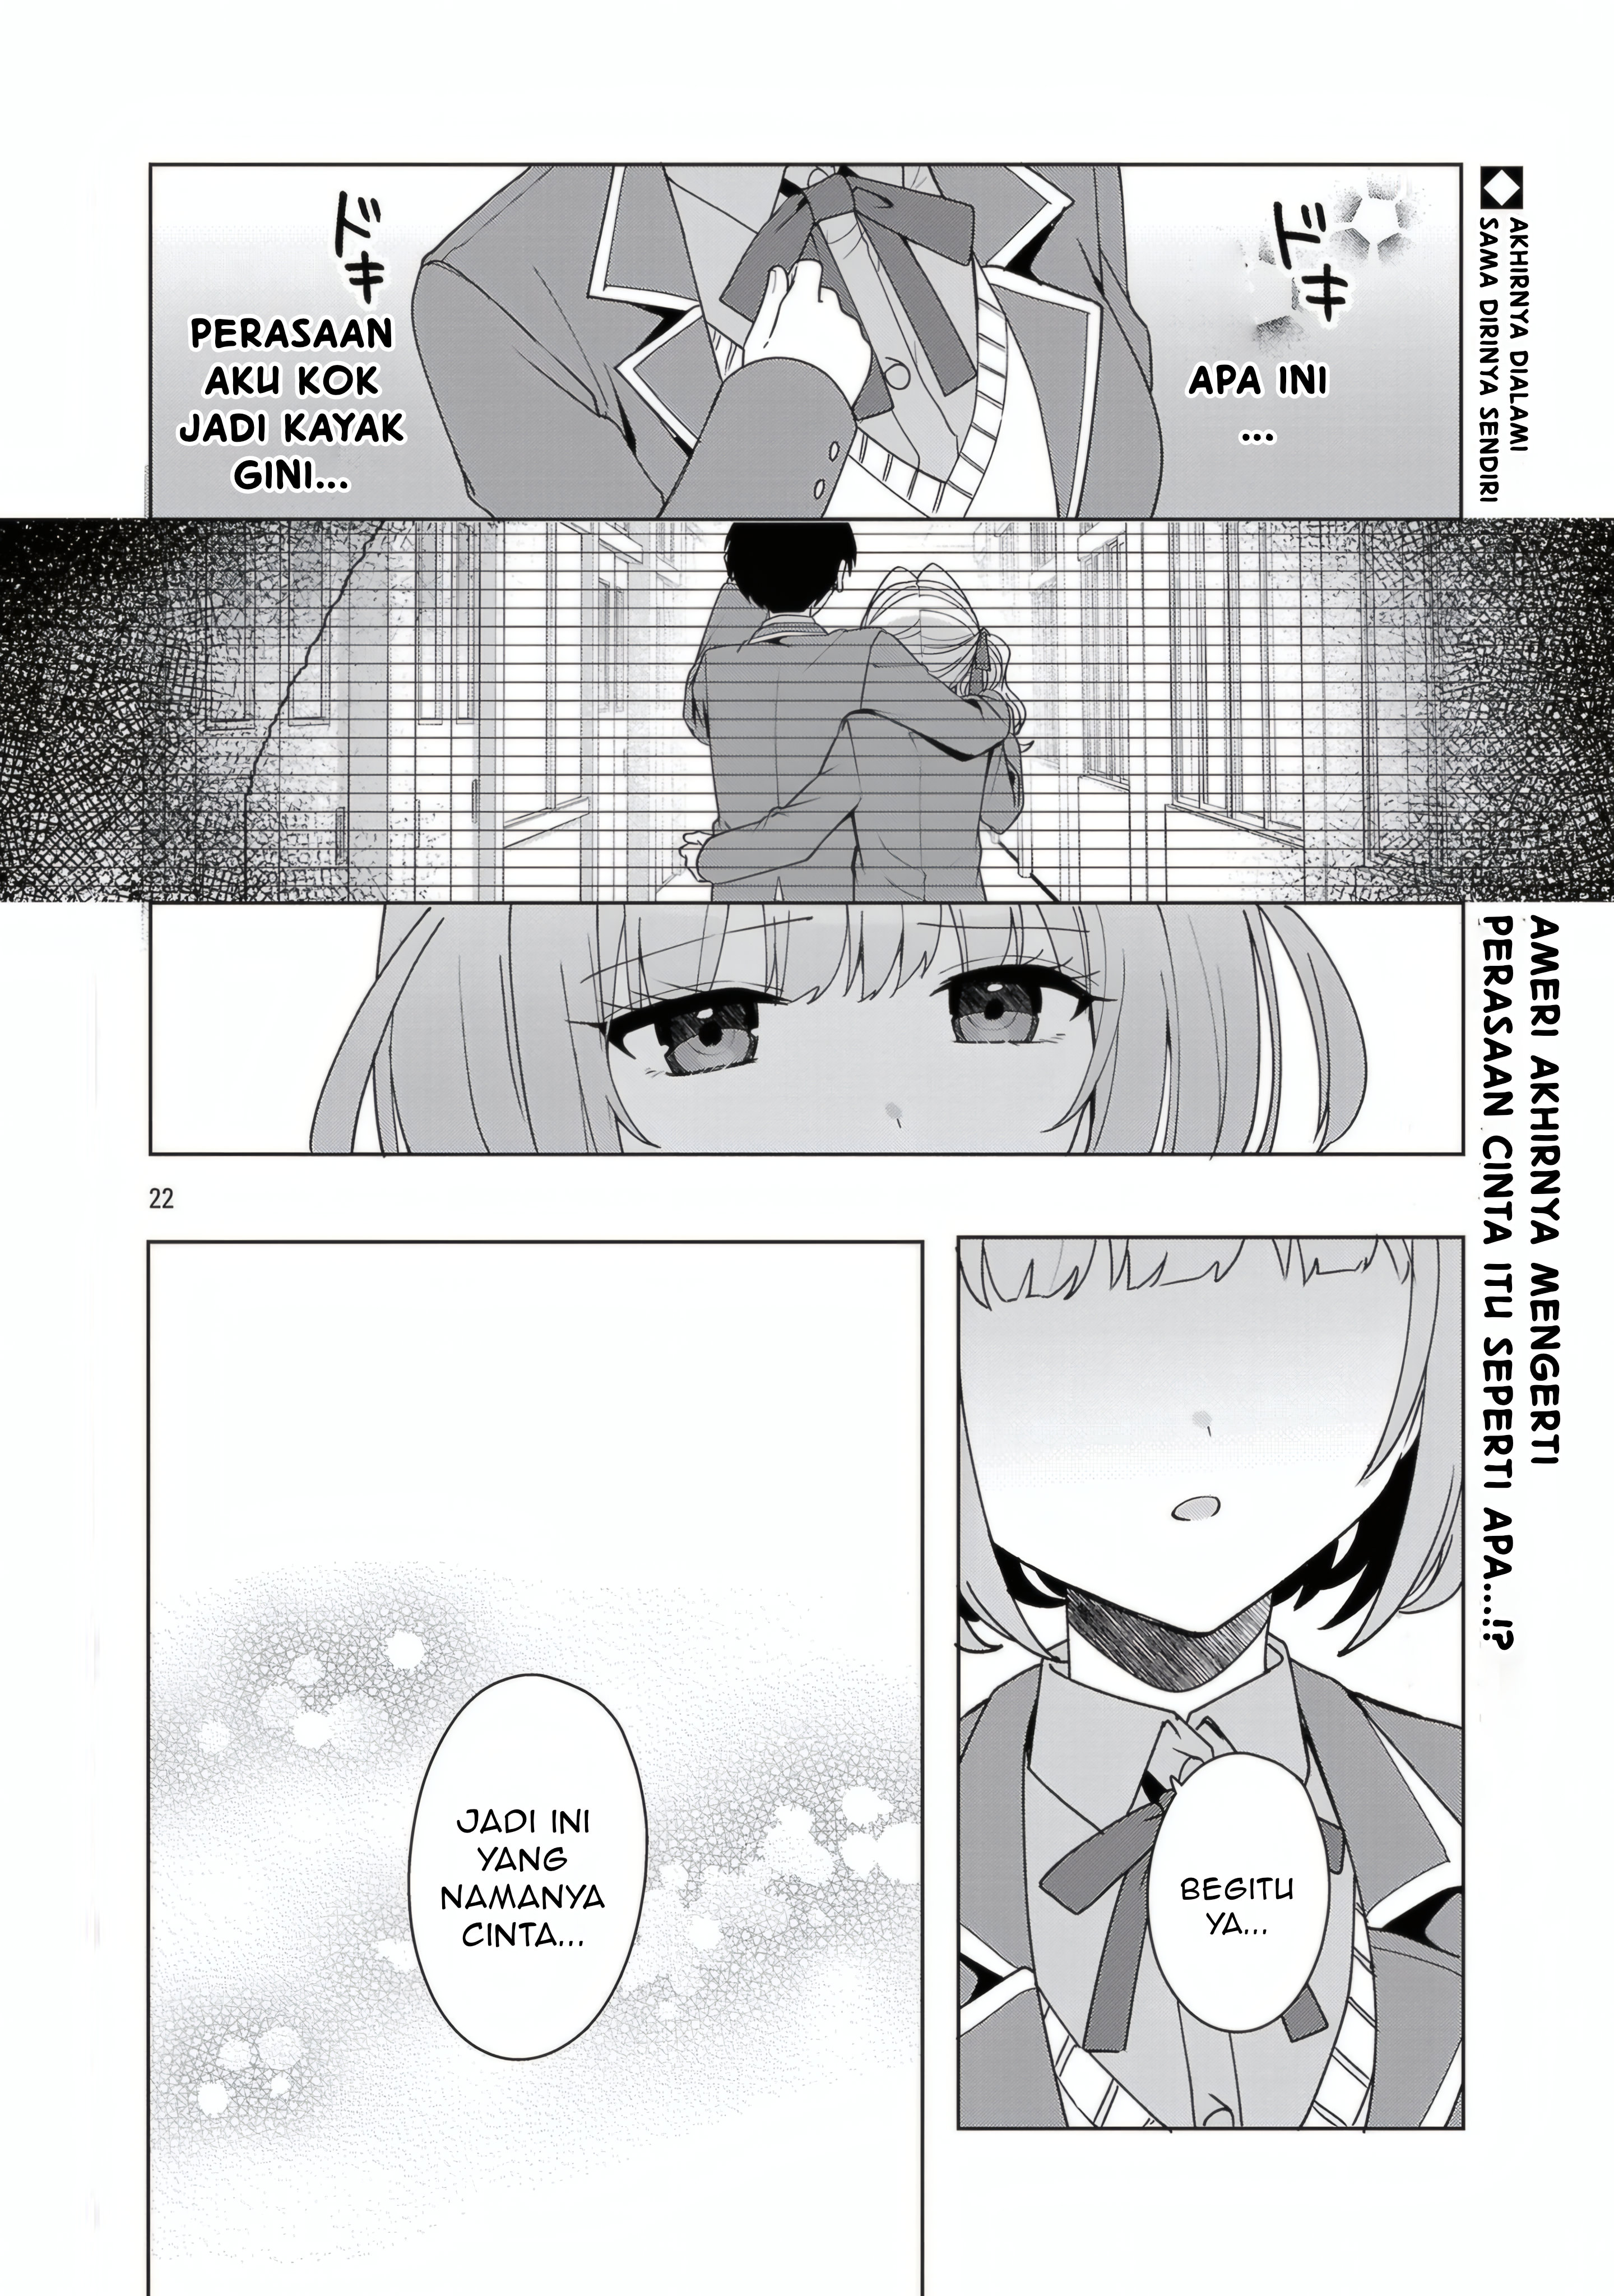 AKHIRNYA DIALAMI
SAMA DIRINYA SENDIRI
ドキ
APA INI
...
ドキ
PERASAAN
AKU KOK
JADI KAYAK
GINI...
AMERI AKHIRNYA MENGERTI
PERASAAN CINTA ITU SEPERTI APA...!?
22
BEGITU
YA...
JADI INI
YANG
NAMANYA
CINTA...